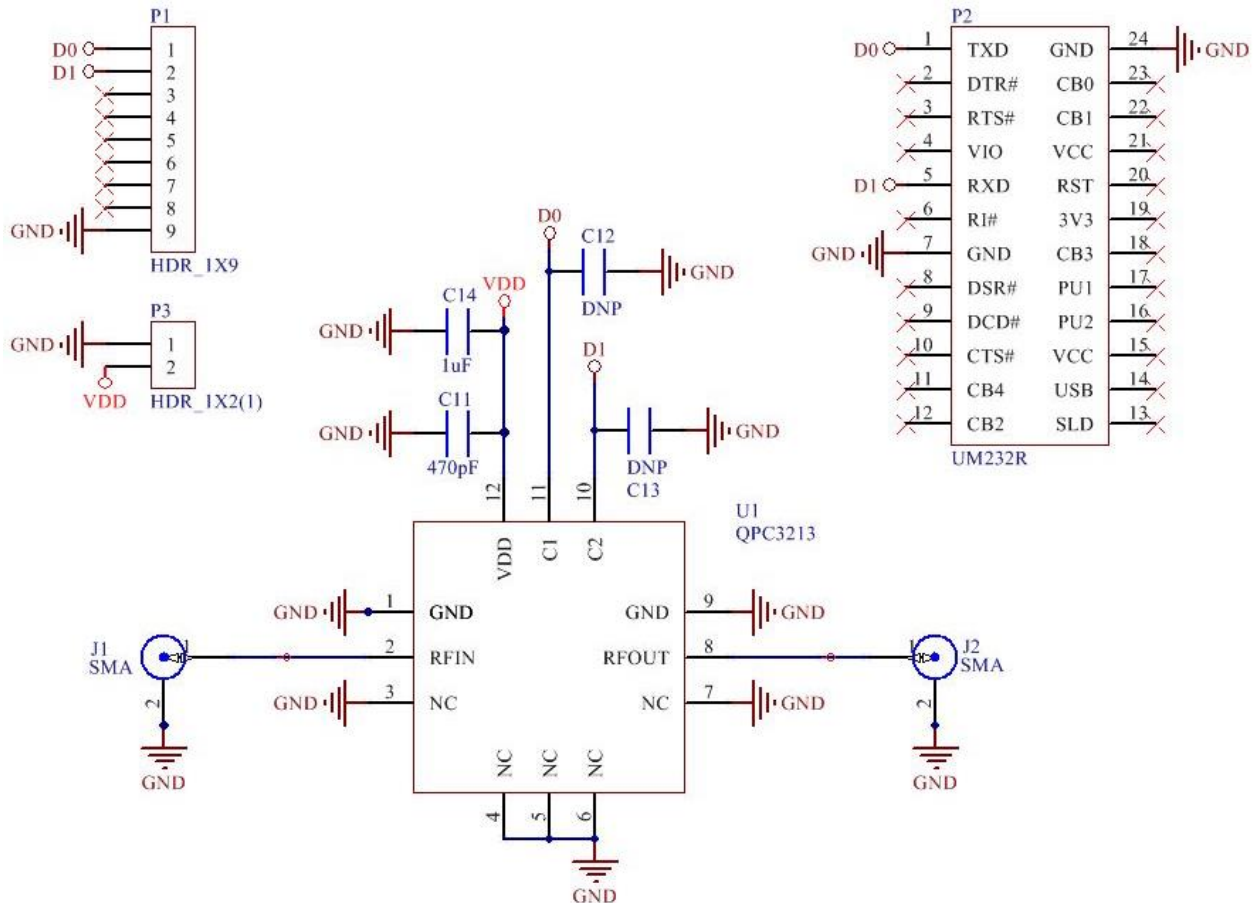 P1
D0 1
D1 2
3
4
5
6
7
8
GND 9
HDR_1X9
P3
GND 1
2
VDD
HDR_1X2(1)
P2
D0 1 TXD GND 24 GND
2 DTR# CB0 23
3 RTS# CB1 22
4 VIO VCC 21
D1 5 RXD RST 20
6 RI# 3V3 19
GND 7 GND CB3 18
8 DSR# PU1 17
9 DCD# PU2 16
10 CTS# VCC 15
11 CB4 USB 14
12 CB2 SLD 13
UM232R
D0
C12
GND
DNP
VDD
C14
GND
1uF
D1
C11
GND
470pF
GND
DNP
C13
12 11 10
U1
QPC3213
VDD C1 C2
GND 1 GND GND 9 GND
J1
SMA
1 2 RFIN RFOUT 8 1
J2
SMA
GND 3 NC NC 7 GND
2
GND
NC NC NC
4 5 6
GND
2
GND